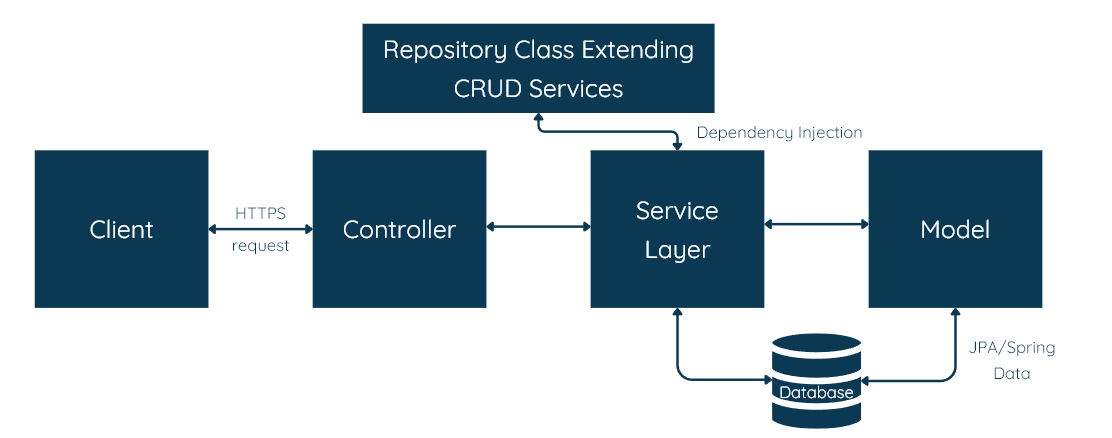 Repository Class Extending
CRUD Services
Dependency Injection
Client
HTTPS
request
Controller
Service
Layer
Model
JPA/Spring
Data
Database